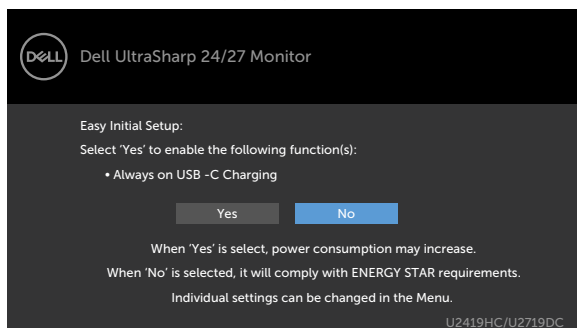 DELL
Dell UltraSharp 24/27 Monitor
Easy Initial Setup:
Select ‘Yes’ to enable the following function(s):
• Always on USB -C Charging
Yes
No
When ‘Yes’ is select, power consumption may increase.
When ‘No’ is selected, it will comply with ENERGY STAR requirements.
Individual settings can be changed in the Menu.
U2419HC/U2719DC